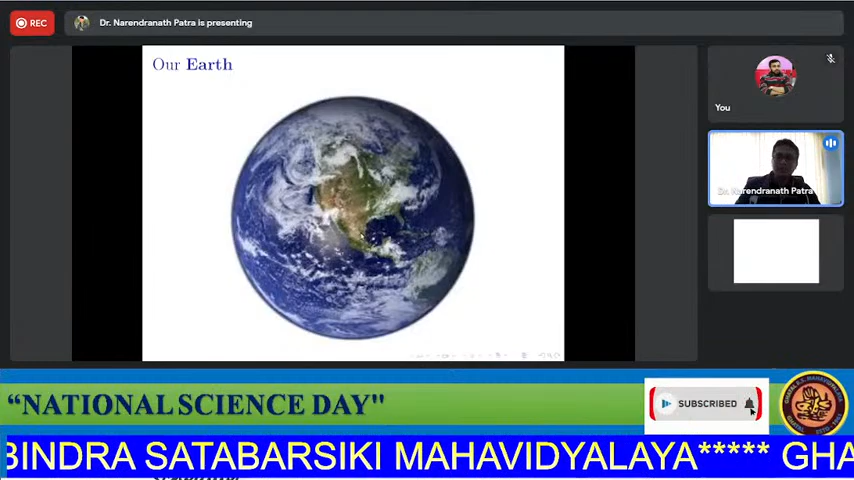 REC
Dr. Narendranath Patra is presenting
Our Earth
You
Dr. Narendranath Patra
"NATIONAL SCIENCE DAY"
SUBSCRIBED
BINDRA SATABARSIKI MAHAVIDYALAYA***** GHA